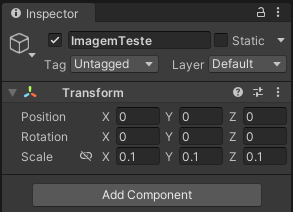 Inspector
ImagemTeste Static
Tag Untagged Layer Default
Transform
Position X 0 Y 0 Z 0
Rotation X 0 Y 0 Z 0
Scale X 0.1 Y 0.1 Z 0.1
Add Component